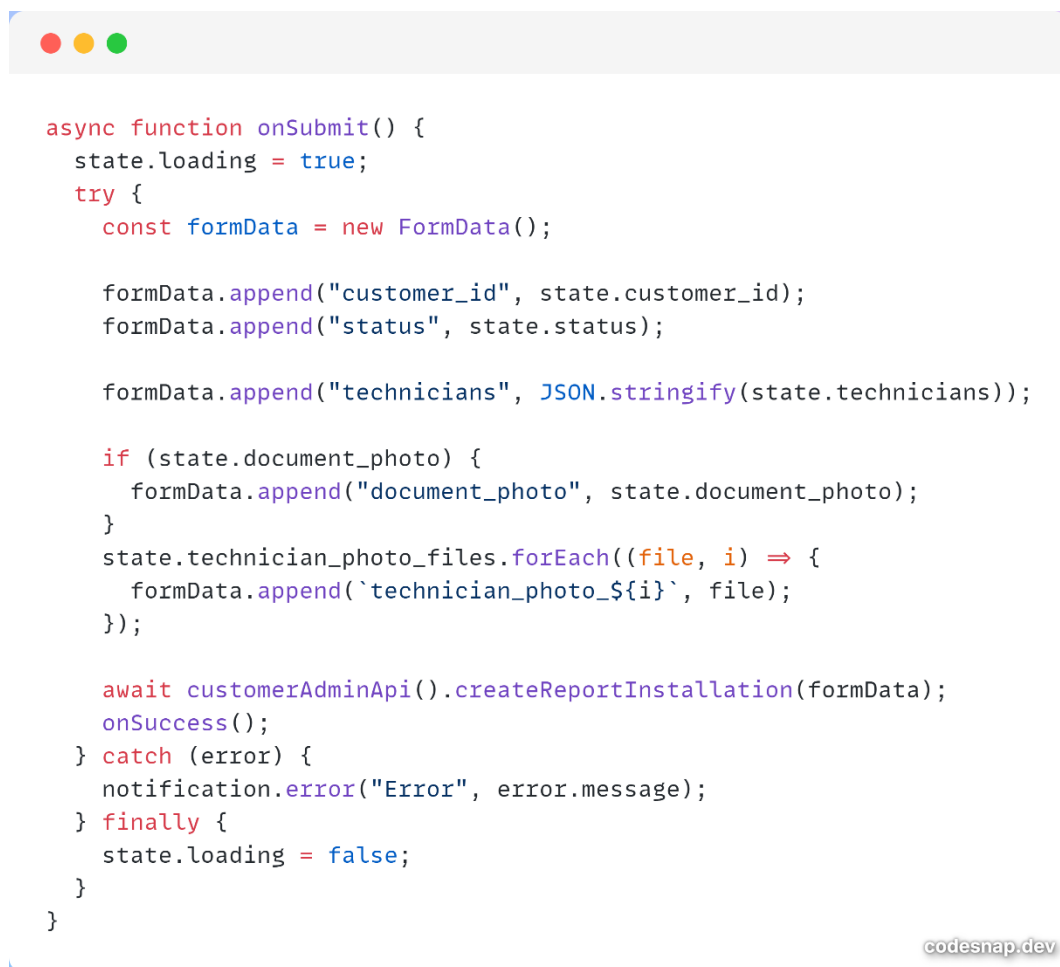 async function onSubmit() {
  state.loading = true;
  try {
    const formData = new FormData();

    formData.append("customer_id", state.customer_id);
    formData.append("status", state.status);

    formData.append("technicians", JSON.stringify(state.technicians));

    if (state.document_photo) {
      formData.append("document_photo", state.document_photo);
    }
    state.technician_photo_files.forEach((file, i) => {
      formData.append(`technician_photo_${i}`, file);
    });

    await customerAdminApi().createReportInstallation(formData);
    onSuccess();
  } catch (error) {
    notification.error("Error", error.message);
  } finally {
    state.loading = false;
  }
}
codesnap.dev